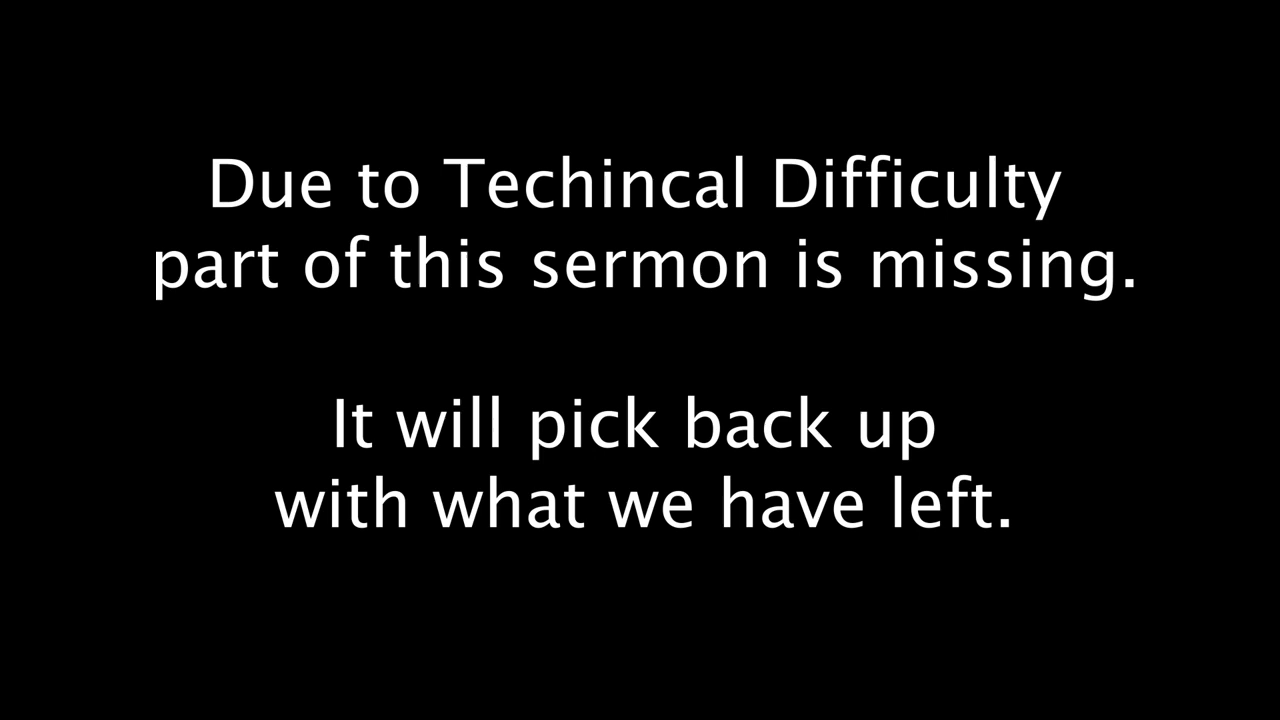 Due to Techincal Difficulty
part of this sermon is missing.
It will pick back up
with what we have left.